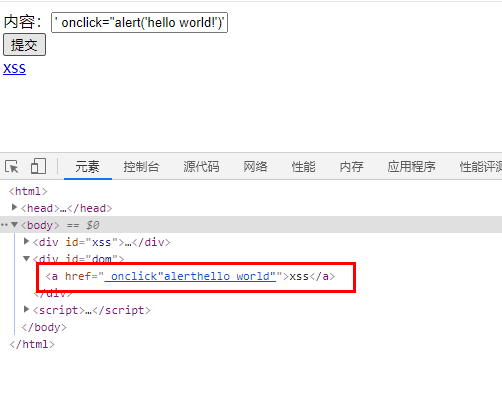 内容：' onclick="alert('hello world!')'
提交
XSS
元素 控制台 源代码 网络 性能 内存 应用程序 性能评测
<html>
<head>…</head>
<body> == $0
<div id="xss">…</div>
<div id="dom">
<a href=" onclick"alerthello world"">xss</a>
</div>
<script>…</script>
</body>
</html>